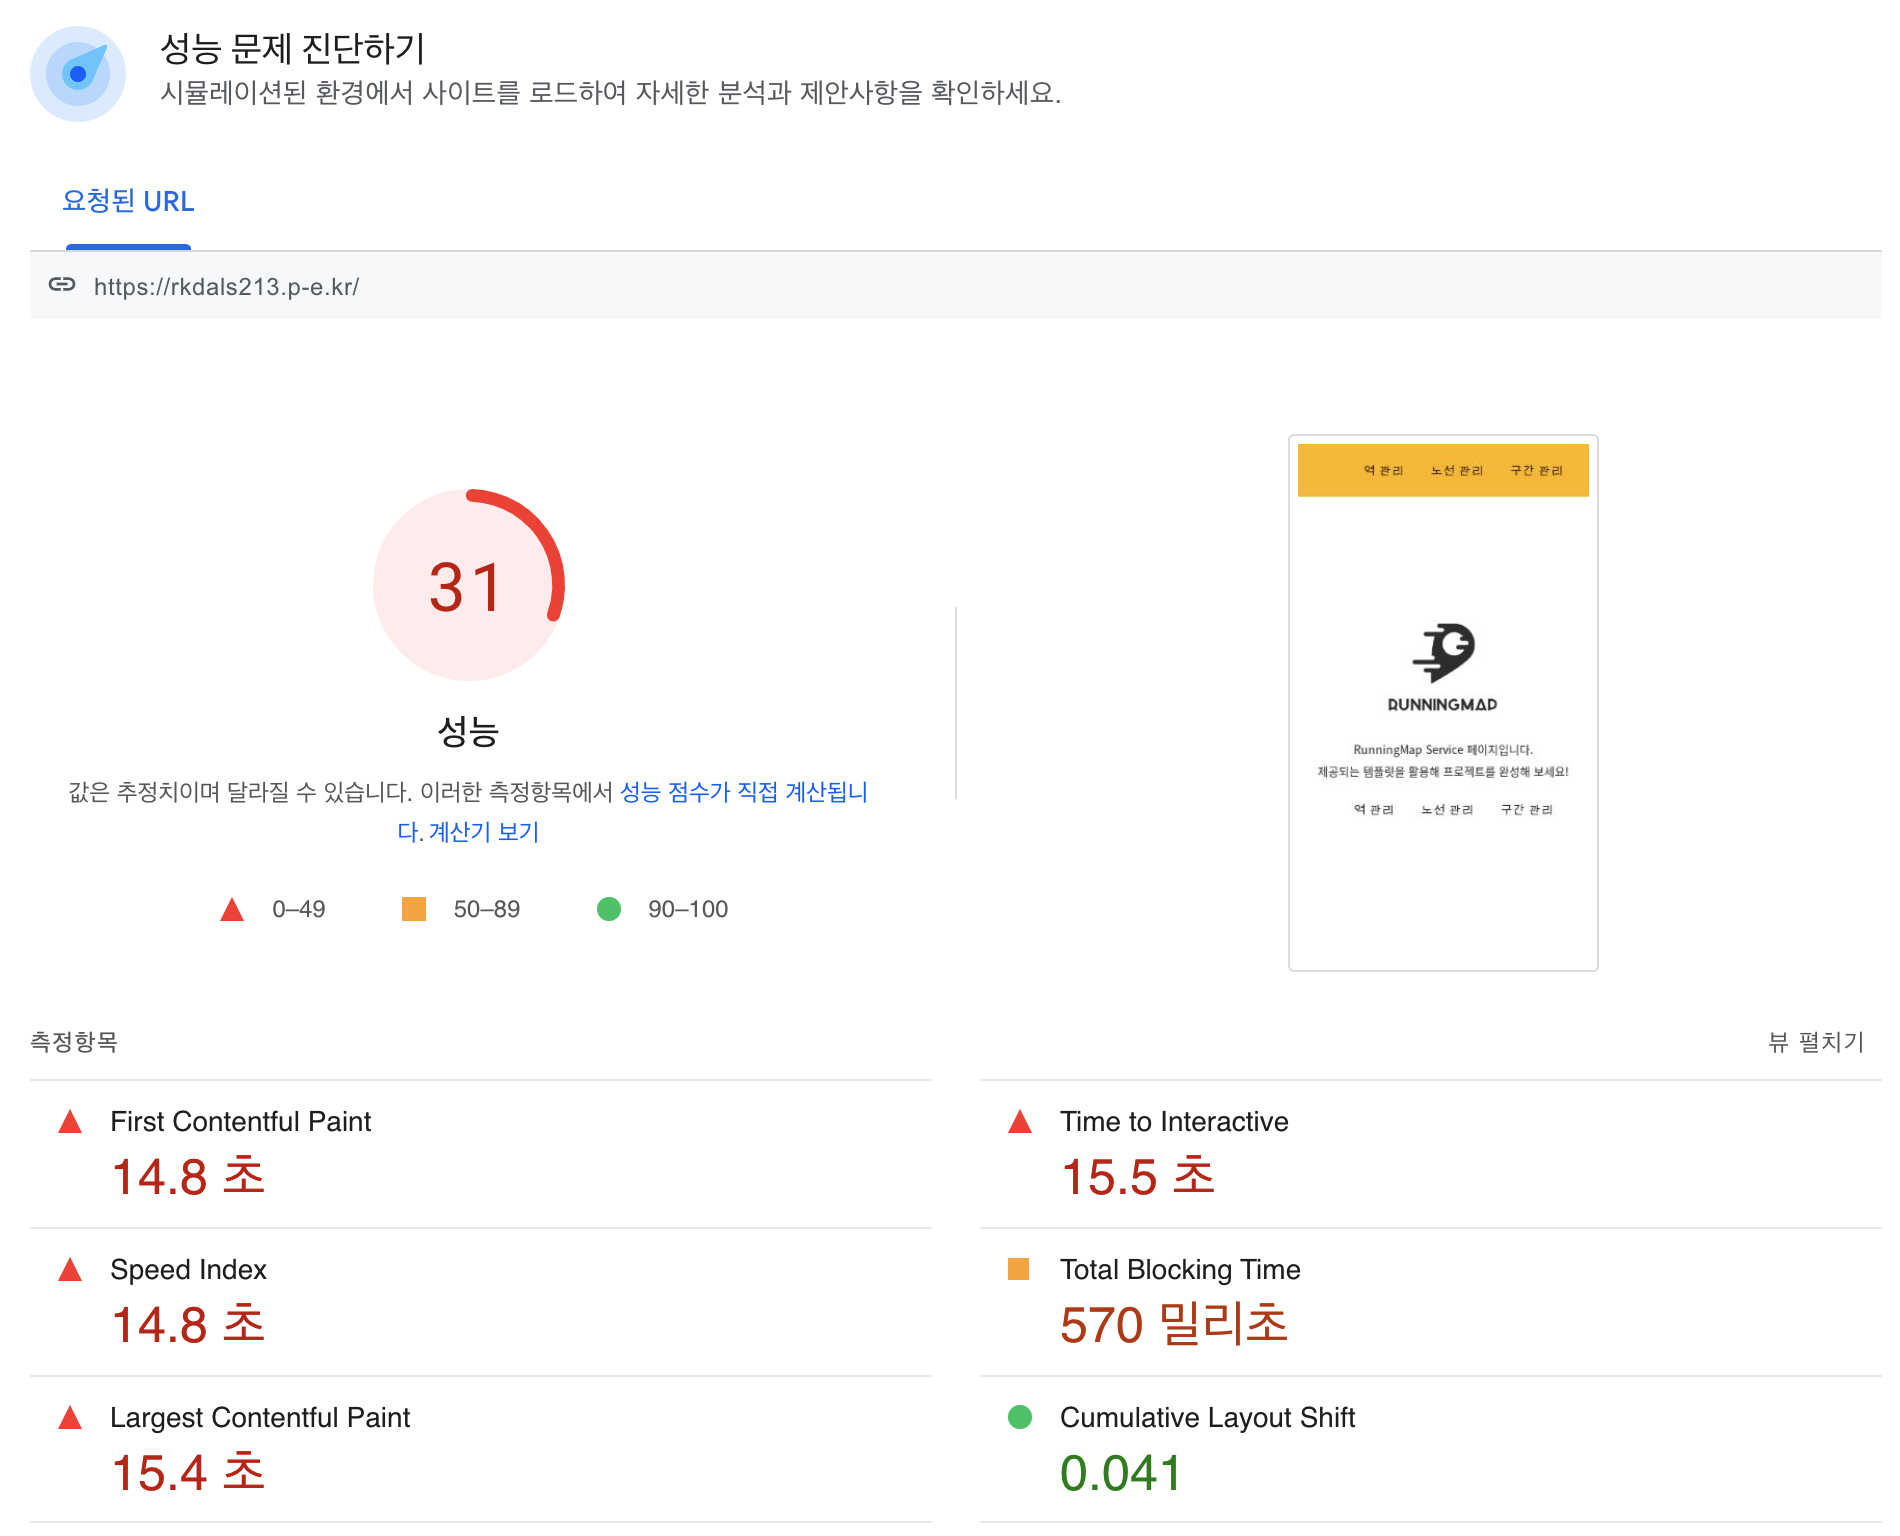 성능 문제 진단하기
시뮬레이션된 환경에서 사이트를 로드하여 자세한 분석과 제안사항을 확인하세요.
요청된 URL
https://rkdals213.p-e.kr/
31
성능
값은 추정치이며 달라질 수 있습니다. 이러한 측정항목에서 성능 점수가 직접 계산됩니
다. 계산기 보기
0–49 50–89 90–100
역 관리 노선 관리 구간 관리
RUNNINGMAP
RunningMap Service 페이지입니다.
제공되는 템플릿을 활용해 프로젝트를 완성해 보세요!
역 관리 노선 관리 구간 관리
측정항목
뷰 펼치기
First Contentful Paint
14.8 초
Time to Interactive
15.5 초
Speed Index
14.8 초
Total Blocking Time
570 밀리초
Largest Contentful Paint
15.4 초
Cumulative Layout Shift
0.041